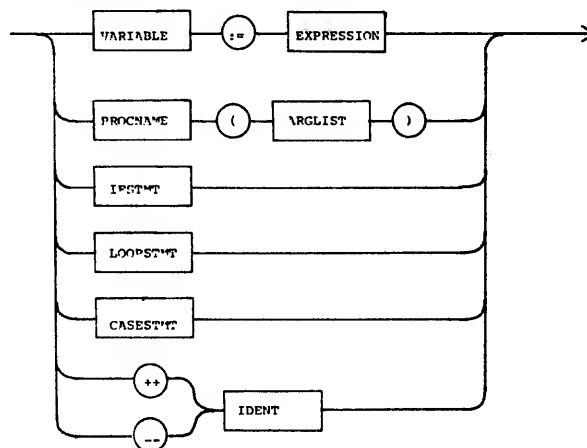 VARIABLE := EXPRESSION
PROCNAME ( ARGLIST )
IFSTMT
LOOPSTMT
CASESTMT
++
IDENT
--